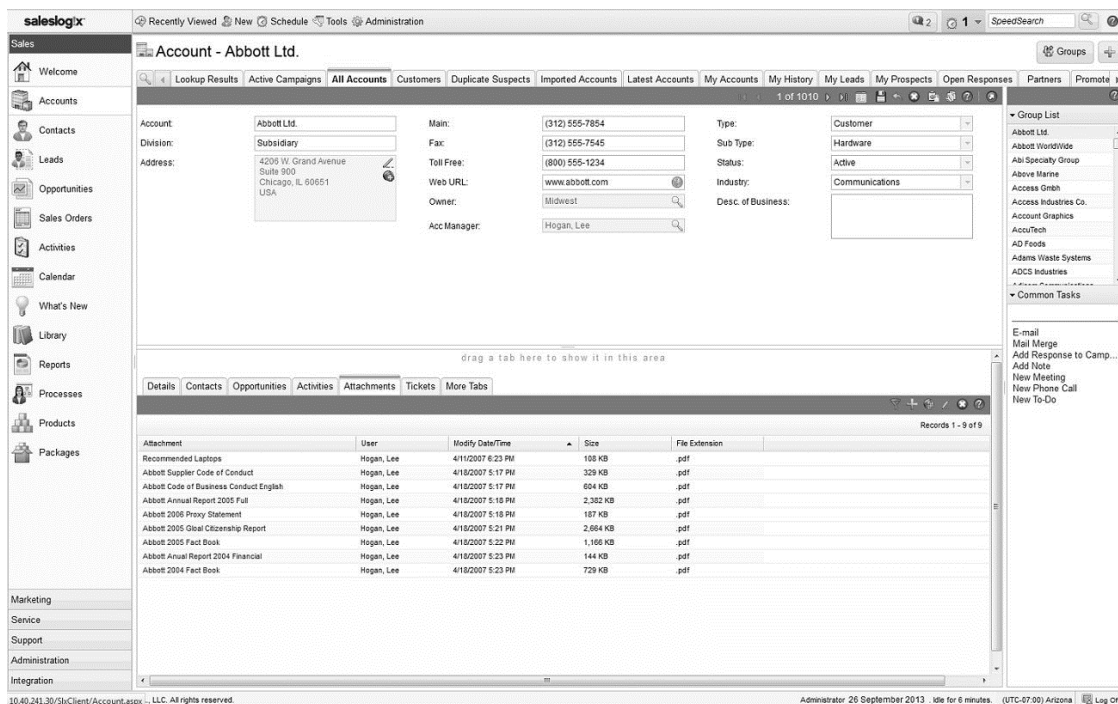 saleslogix
Recently Viewed New Schedule Tools Administration
2 1 SpeedSearch
Sales
Welcome
Accounts
Contacts
Leads
Opportunities
Sales Orders
Activities
Calendar
What's New
Library
Reports
Processes
Products
Packages
Marketing
Service
Support
Administration
Integration
Account - Abbott Ltd.
Groups
Lookup Results Active Campaigns All Accounts Customers Duplicate Suspects Imported Accounts Latest Accounts My Accounts My History My Leads My Prospects Open Responses Partners Promote
1 of 1010
Account: Abbott Ltd.
Division: Subsidiary
Address: 4206 W. Grand Avenue
Suite 900
Chicago, IL 60651
USA
Main: (312) 555-7854
Fax: (312) 555-7545
Toll Free: (800) 555-1234
Web URL: www.abbott.com
Owner: Midwest
Acc Manager: Hogan, Lee
Type: Customer
Sub Type: Hardware
Status: Active
Industry: Communications
Desc. of Business:
Group List
Abbott Ltd.
Abbott WorldWide
Abi Specialty Group
Above Marine
Access Gmbh
Access Industries Co.
Account Graphics
AccuTech
AD Foods
Adams Waste Systems
ADCS Industries
Common Tasks
E-mail
Mail Merge
Add Response to Camp...
Add Note
New Meeting
New Phone Call
New To-Do
drag a tab here to show it in this area
Details Contacts Opportunities Activities Attachments Tickets More Tabs
Records 1 - 9 of 9
Attachment User Modify Date/Time Size File Extension
Recommended Laptops Hogan, Lee 4/11/2007 6:23 PM 108 KB .pdf
Abbott Supplier Code of Conduct Hogan, Lee 4/18/2007 5:17 PM 329 KB .pdf
Abbott Code of Business Conduct English Hogan, Lee 4/18/2007 5:17 PM 604 KB .pdf
Abbott Annual Report 2005 Full Hogan, Lee 4/18/2007 5:18 PM 2,382 KB .pdf
Abbott 2006 Proxy Statement Hogan, Lee 4/18/2007 5:18 PM 187 KB .pdf
Abbott 2005 Gloal Citizenship Report Hogan, Lee 4/18/2007 5:21 PM 2,664 KB .pdf
Abbott 2005 Fact Book Hogan, Lee 4/18/2007 5:22 PM 1,166 KB .pdf
Abbott Anual Report 2004 Financial Hogan, Lee 4/18/2007 5:23 PM 144 KB .pdf
Abbott 2004 Fact Book Hogan, Lee 4/18/2007 5:23 PM 729 KB .pdf
10.40.241.30/SlxClient/Account.aspx ., LLC. All rights reserved.
Administrator 26 September 2013 . Idle for 6 minutes. (UTC-07:00) Arizona Log Of